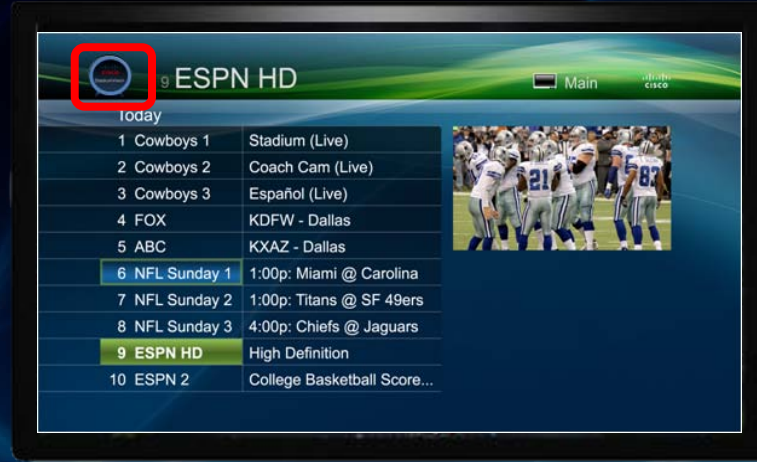 9 ESPN HD
Main
CISCO
Today
1 Cowboys 1 Stadium (Live)
2 Cowboys 2 Coach Cam (Live)
3 Cowboys 3 Español (Live)
4 FOX KDFW - Dallas
5 ABC KXAZ - Dallas
6 NFL Sunday 1 1:00p: Miami @ Carolina
7 NFL Sunday 2 1:00p: Titans @ SF 49ers
8 NFL Sunday 3 4:00p: Chiefs @ Jaguars
9 ESPN HD High Definition
10 ESPN 2 College Basketball Score...
21
83